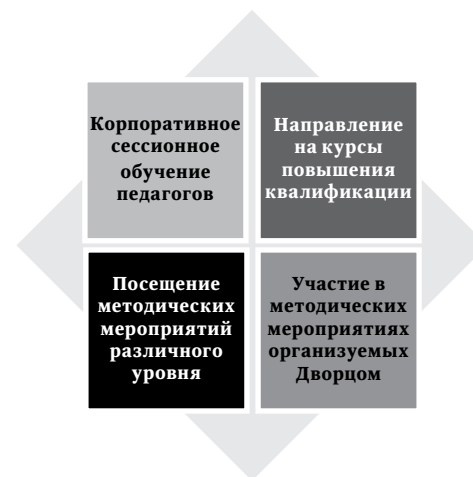 Корпоративное
сессионное
обучение
педагогов
Направление
на курсы
повышения
квалификации
Посещение
методических
мероприятий
различного
уровня
Участие в
методических
мероприятиях
организуемых
Дворцом